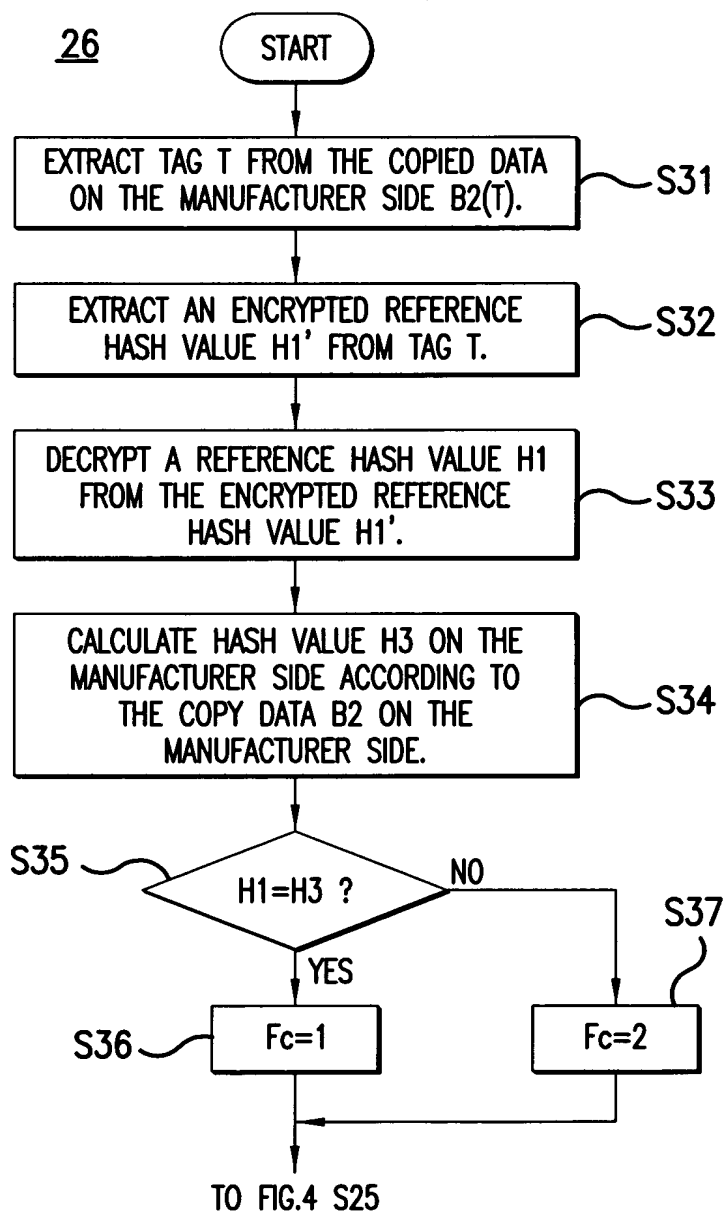 26
START
EXTRACT TAG T FROM THE COPIED DATA
ON THE MANUFACTURER SIDE B2(T).
S31
EXTRACT AN ENCRYPTED REFERENCE
HASH VALUE H1' FROM TAG T.
S32
DECRYPT A REFERENCE HASH VALUE H1
FROM THE ENCRYPTED REFERENCE
HASH VALUE H1'.
S33
CALCULATE HASH VALUE H3 ON THE
MANUFACTURER SIDE ACCORDING TO
THE COPY DATA B2 ON THE
MANUFACTURER SIDE.
S34
S35
H1=H3 ?
NO
YES
S37
S36
Fc=1
Fc=2
TO FIG.4 S25